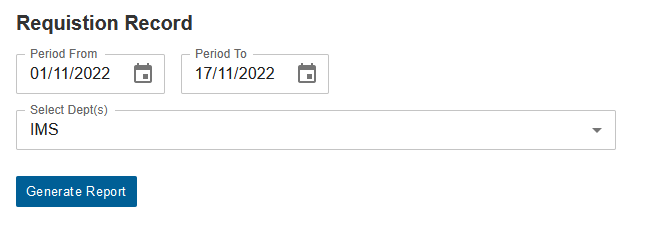 Requistion Record
Period From
01/11/2022
Period To
17/11/2022
Select Dept(s)
IMS
Generate Report